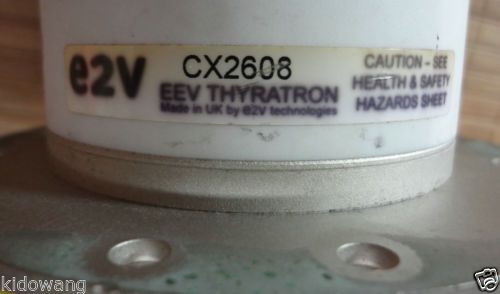 e2v
CX2608
EEV THYRATRON
Made in UK by e2v technologies
CAUTION – SEE
HEALTH & SAFETY
HAZARDS SHEET
kidowang